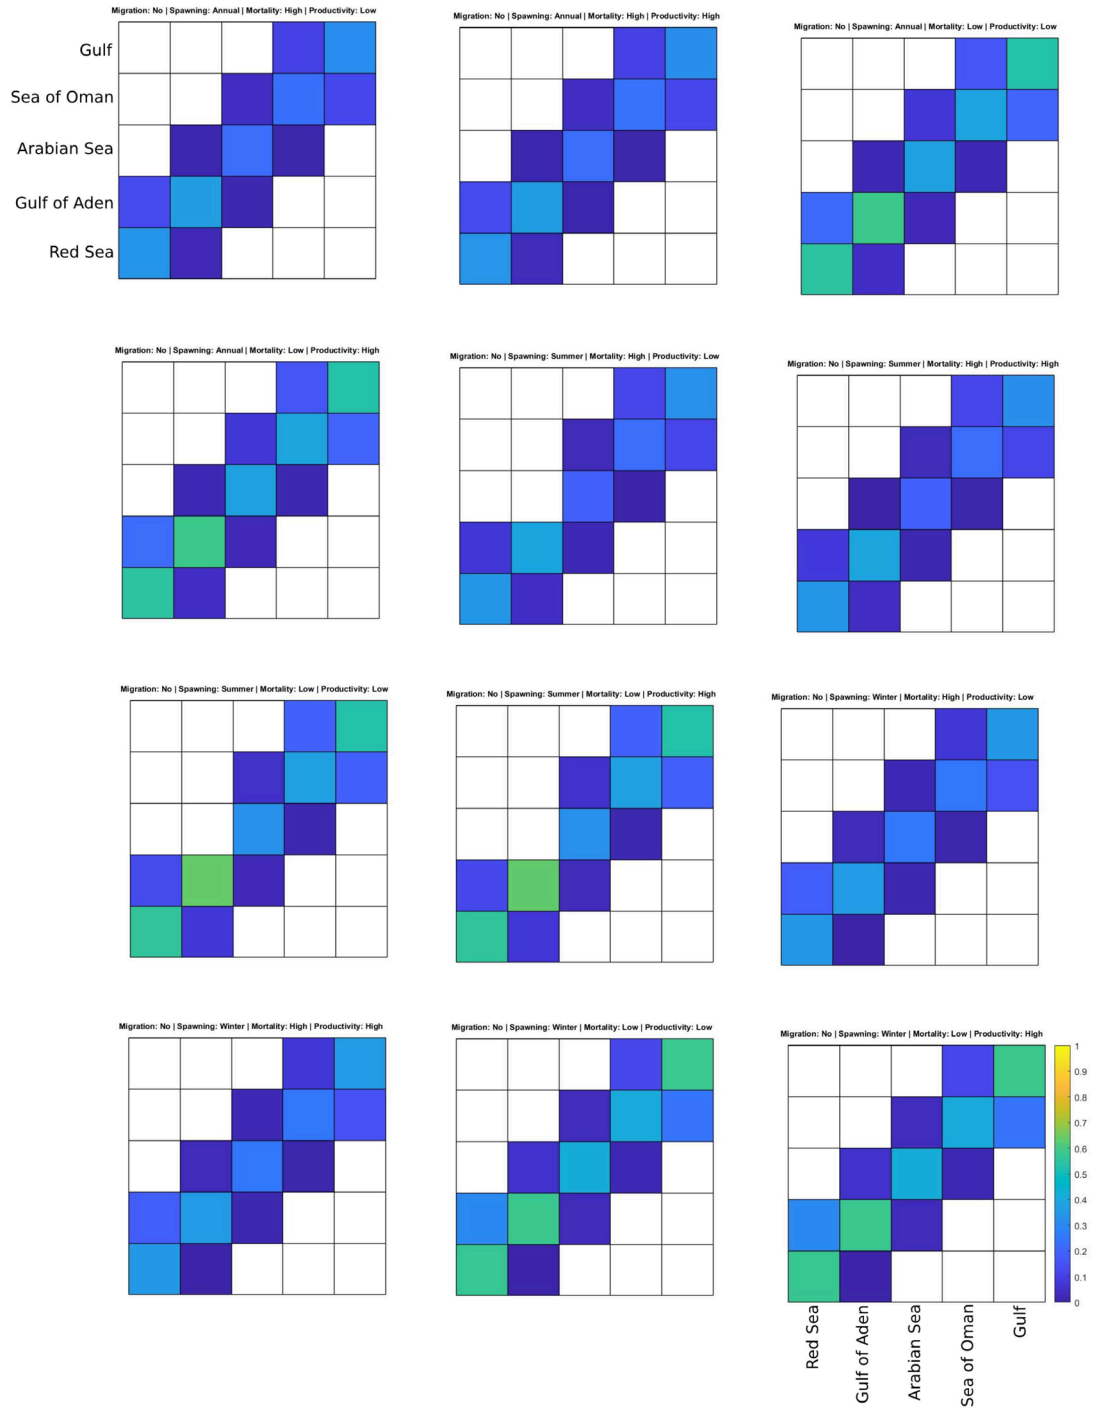 Migration: No | Spawning: Annual | Mortality: High | Productivity: Low
Migration: No | Spawning: Annual | Mortality: High | Productivity: High
Migration: No | Spawning: Annual | Mortality: Low | Productivity: Low
Gulf
Sea of Oman
Arabian Sea
Gulf of Aden
Red Sea
Migration: No | Spawning: Annual | Mortality: Low | Productivity: High
Migration: No | Spawning: Summer | Mortality: High | Productivity: Low
Migration: No | Spawning: Summer | Mortality: High | Productivity: High
Migration: No | Spawning: Summer | Mortality: Low | Productivity: Low
Migration: No | Spawning: Summer | Mortality: Low | Productivity: High
Migration: No | Spawning: Winter | Mortality: High | Productivity: Low
Migration: No | Spawning: Winter | Mortality: High | Productivity: High
Migration: No | Spawning: Winter | Mortality: Low | Productivity: Low
Migration: No | Spawning: Winter | Mortality: Low | Productivity: High
1
0.9
0.8
0.7
0.6
0.5
0.4
0.3
0.2
0.1
0
Red Sea
Gulf of Aden
Arabian Sea
Sea of Oman
Gulf